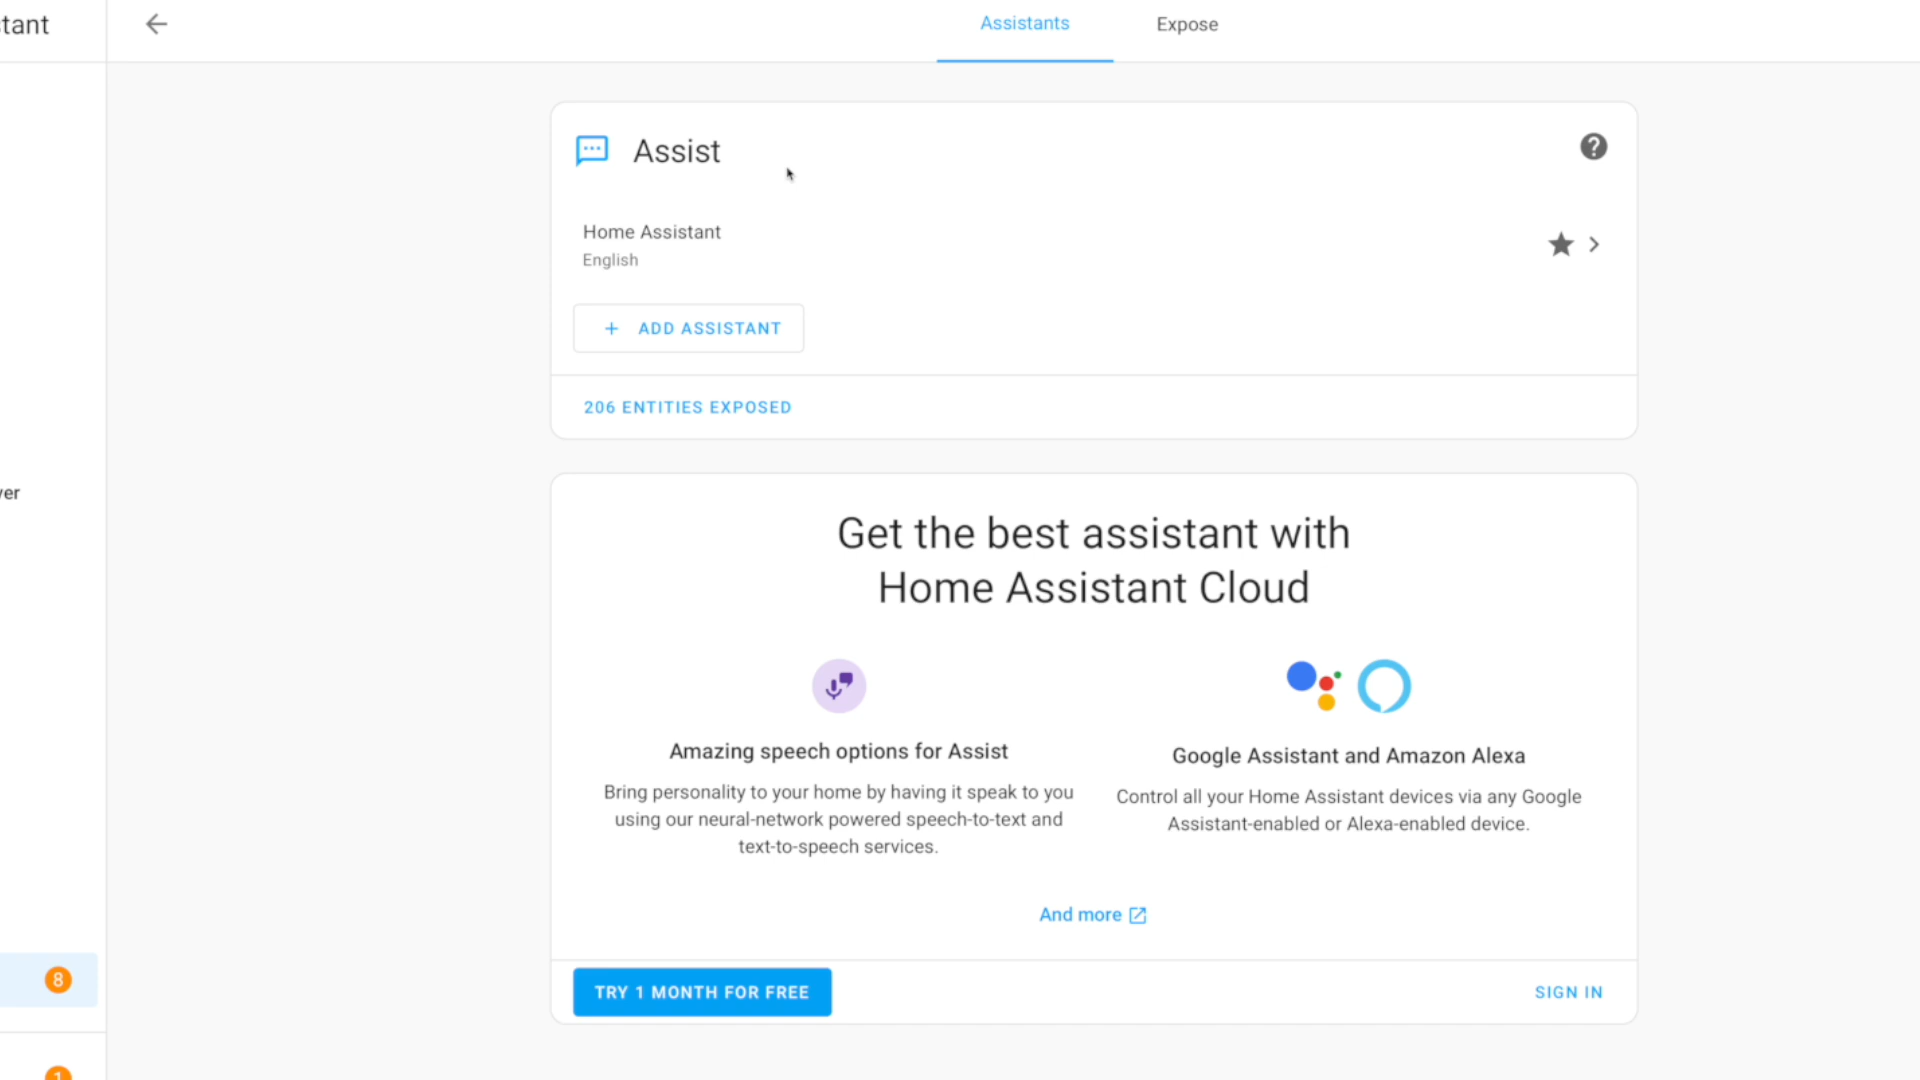 stant
Assistants
Expose
Assist
Home Assistant
English
+ ADD ASSISTANT
206 ENTITIES EXPOSED
ver
Get the best assistant with
Home Assistant Cloud
Amazing speech options for Assist
Bring personality to your home by having it speak to you
using our neural-network powered speech-to-text and
text-to-speech services.
Google Assistant and Amazon Alexa
Control all your Home Assistant devices via any Google
Assistant-enabled or Alexa-enabled device.
And more
8
TRY 1 MONTH FOR FREE
SIGN IN
1